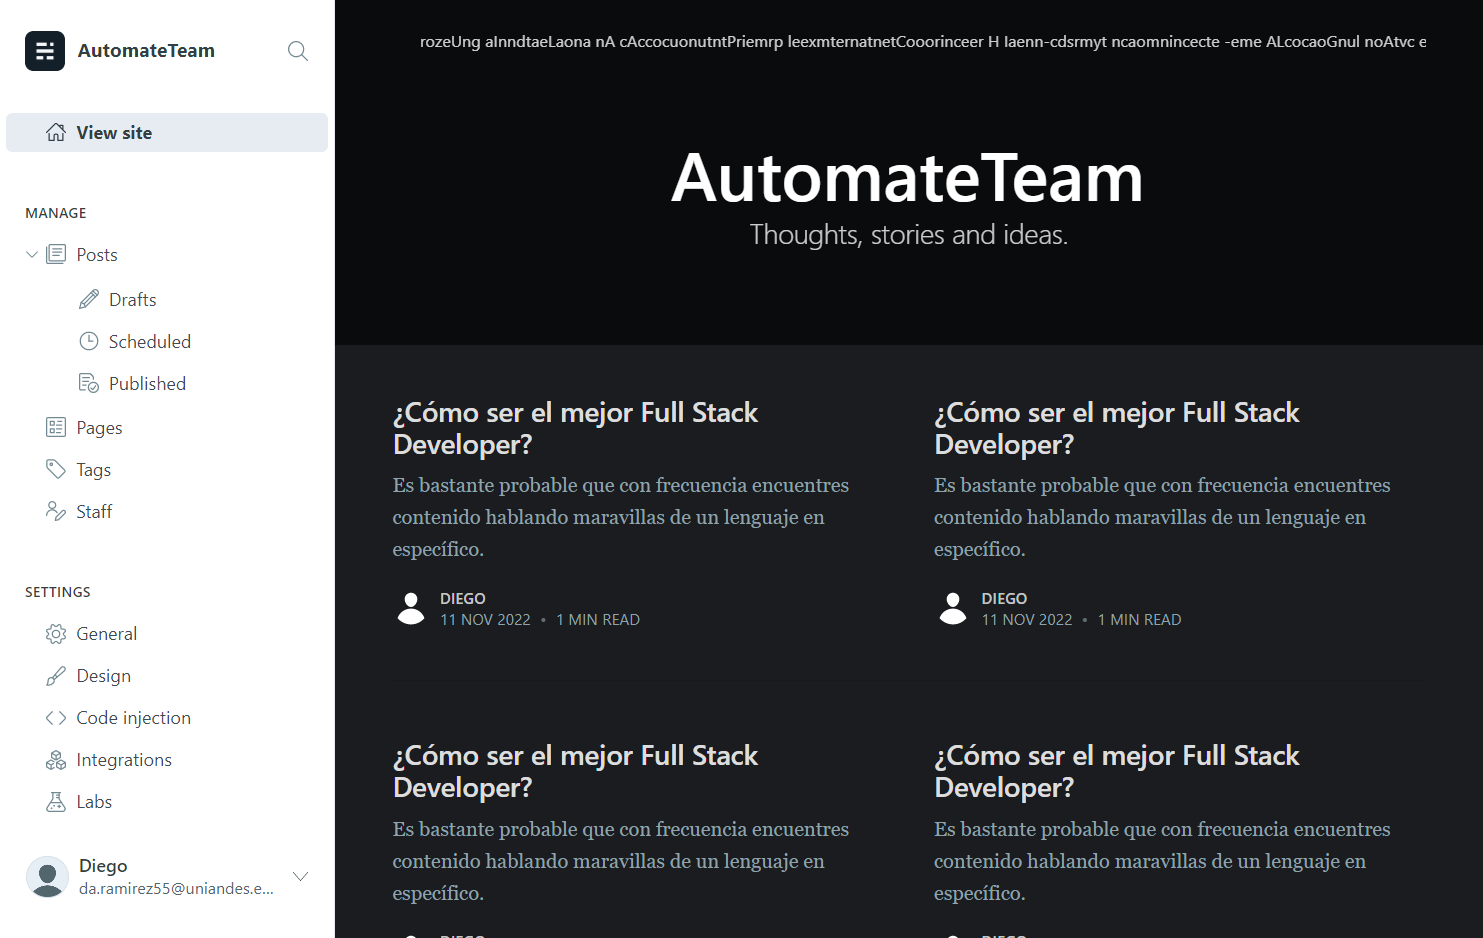 AutomateTeam
View site
MANAGE
Posts
Drafts
Scheduled
Published
Pages
Tags
Staff
SETTINGS
General
Design
Code injection
Integrations
Labs
Diego
da.ramirez55@uniandes.e...
rozeUng aInndtaeLaona nA cAccocuonutntPriemrp leexmternatnetCooorinceer H Iaenn-cdsrmyt ncaomnincecte -eme ALcocaoGnul noAtvc e
AutomateTeam
Thoughts, stories and ideas.
¿Cómo ser el mejor Full Stack
Developer?
Es bastante probable que con frecuencia encuentres
contenido hablando maravillas de un lenguaje en
específico.
DIEGO
11 NOV 2022 • 1 MIN READ
¿Cómo ser el mejor Full Stack
Developer?
Es bastante probable que con frecuencia encuentres
contenido hablando maravillas de un lenguaje en
específico.
DIEGO
11 NOV 2022 • 1 MIN READ
¿Cómo ser el mejor Full Stack
Developer?
Es bastante probable que con frecuencia encuentres
contenido hablando maravillas de un lenguaje en
específico.
¿Cómo ser el mejor Full Stack
Developer?
Es bastante probable que con frecuencia encuentres
contenido hablando maravillas de un lenguaje en
específico.